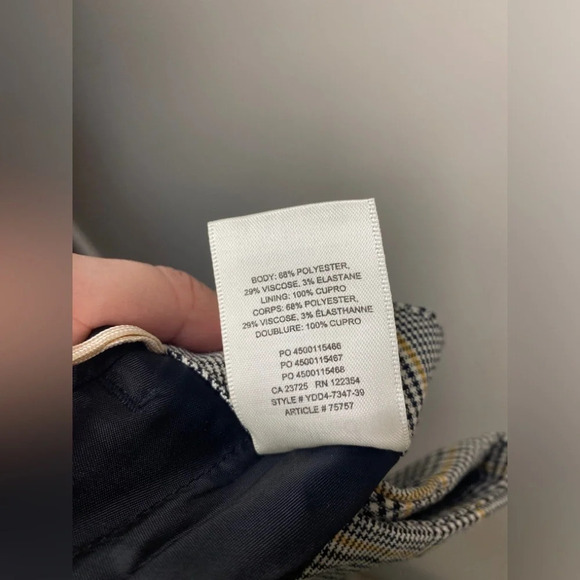 BODY: 68% POLYESTER,
29% VISCOSE, 3% ELASTANE
LINING: 100% CUPRO
CORPS: 68% POLYESTER,
29% VISCOSE, 3% ÉLASTHANNE
DOUBLURE: 100% CUPRO
PO 4500115466
PO 4500115467
PO 4500115468
CA 23725 RN 122354
STYLE # YDD4-7347-39
ARTICLE # 75757